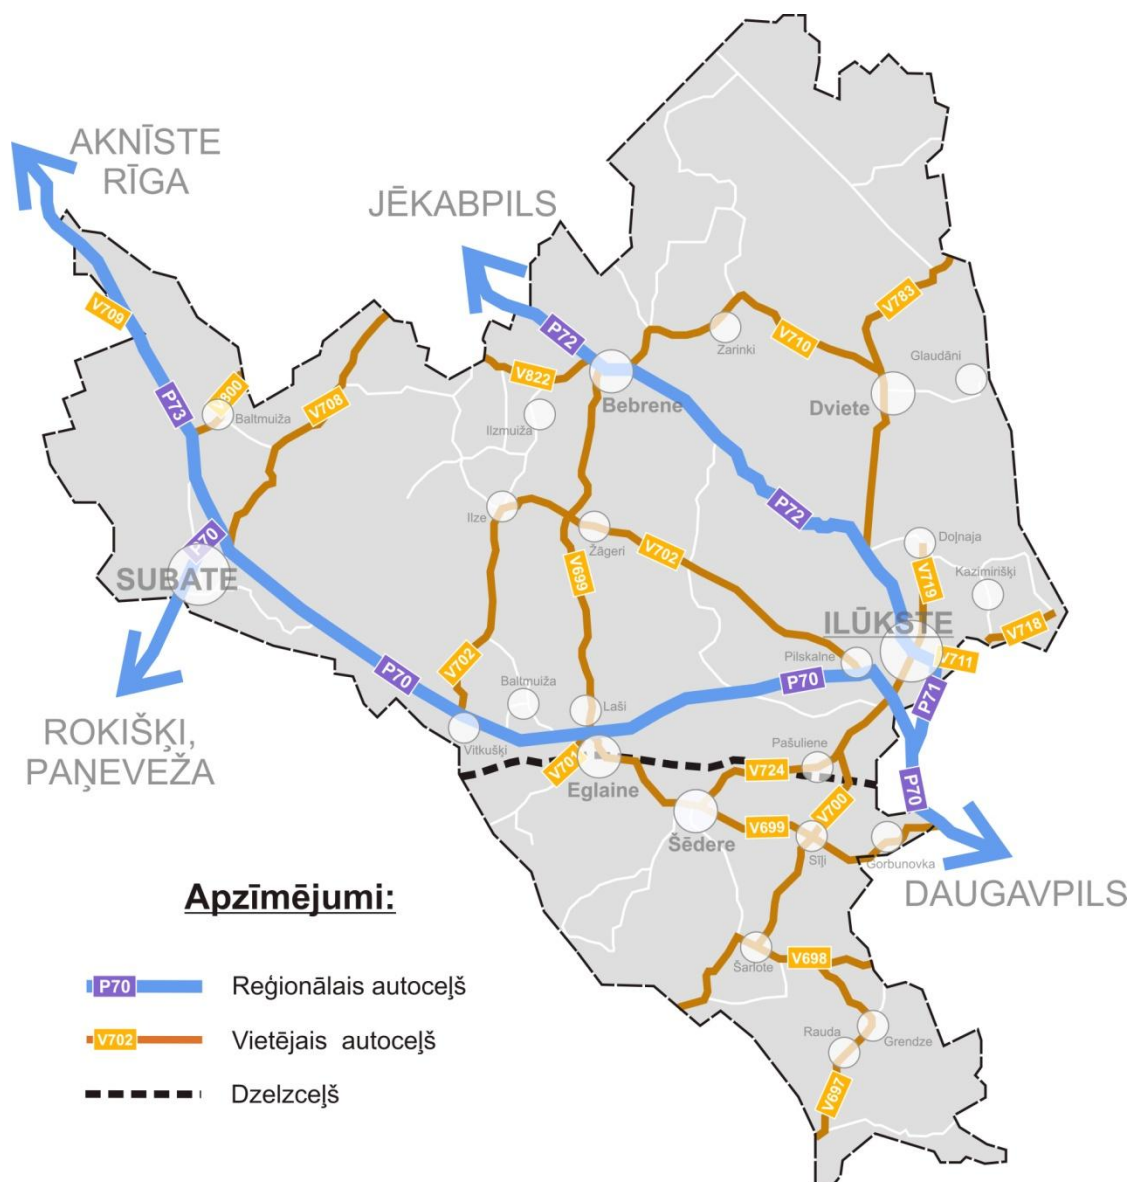 AKNĪSTE
RĪGA
JĒKABPILS
V709
P72
V783
Zarinki
V710
Glaudāni
V822
Bebrene
Dviete
P73
V800
Baltmuiža
V708
Ilzmuiža
Ilze
Žāgeri
P72
P70
V702
V699
Doļnaja
SUBATE
V719
Kazimirišķi
ILŪKSTE
V718
V711
Pilskalne
V702
P70
Baltmuiža
P70
P71
Laši
ROKIŠĶI,
PAŅEVEŽA
Vitkušķi
V701
Pašuliene
Eglaine
V724
P70
V700
V699
Šēdere
Sīļi
Gorbunovka
DAUGAVPILS
Apzīmējumi:
Šarlote
V698
P70 Reģionālais autoceļš
V702 Vietējais autoceļš
Rauda
Grendze
Dzelzceļš
V697